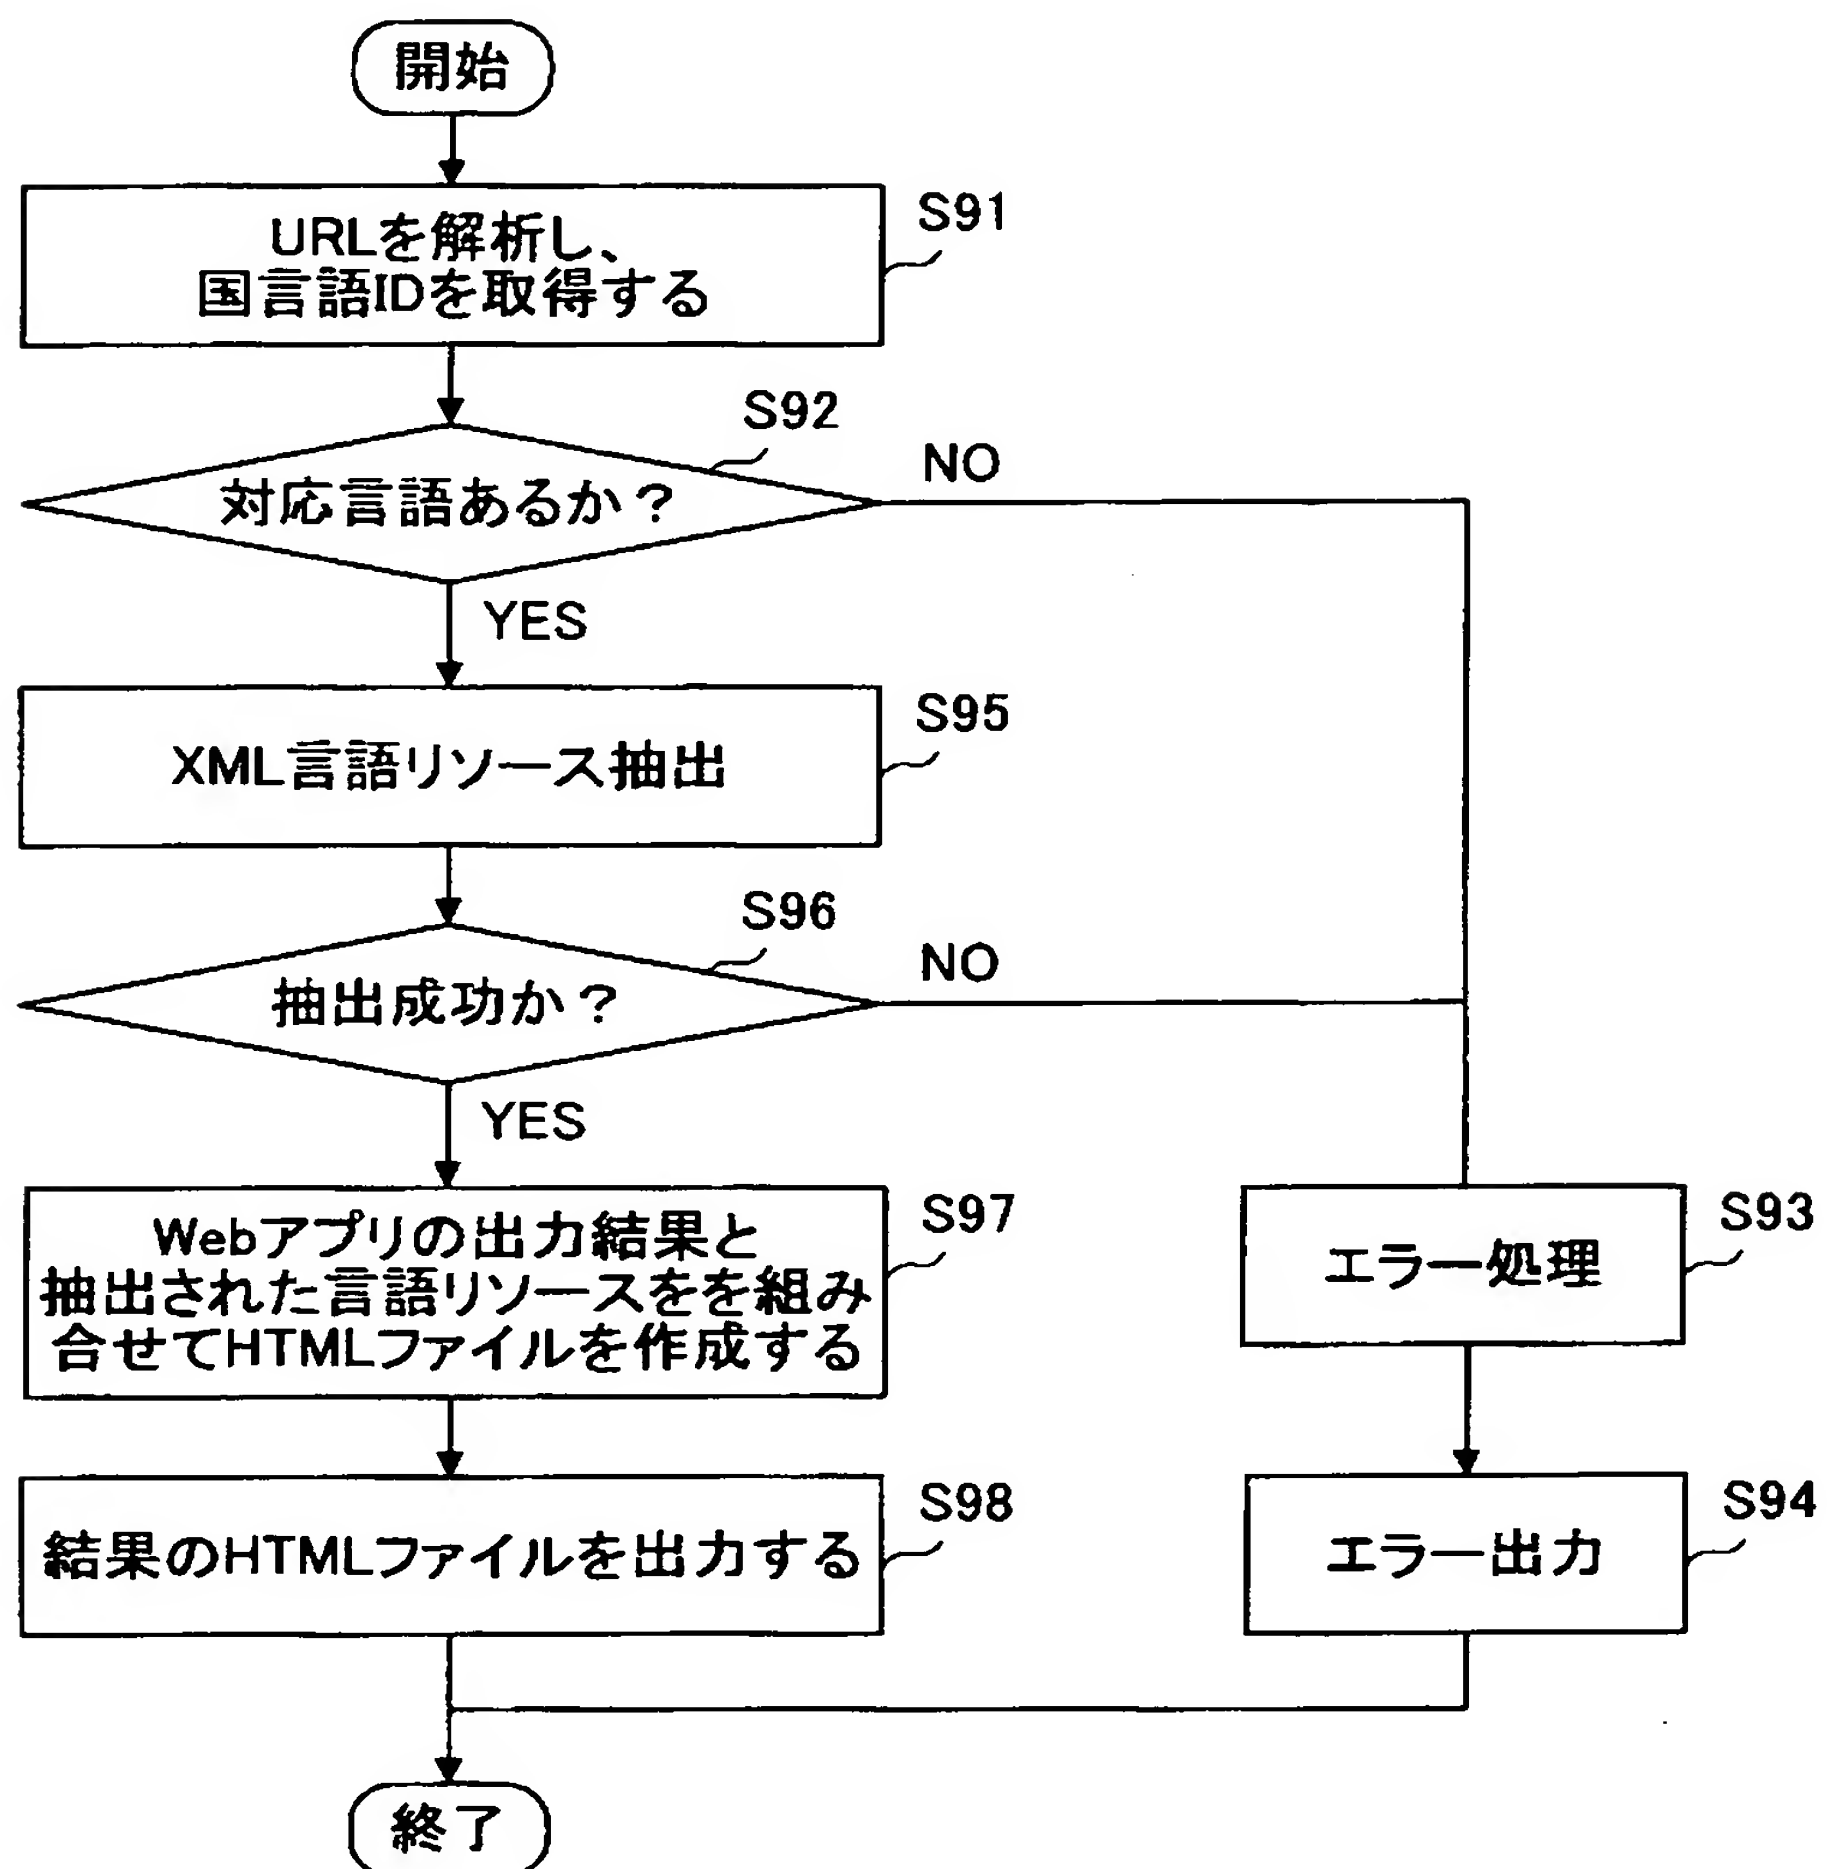 開始
URLを解析し、
国言語IDを取得する
S91
対応言語あるか？
S92
NO
YES
XML言語リソース抽出
S95
抽出成功か？
S96
NO
YES
Webアプリの出力結果と
抽出された言語リソースをを組み
合せてHTMLファイルを作成する
S97
エラー処理
S93
結果のHTMLファイルを出力する
S98
エラー出力
S94
終了